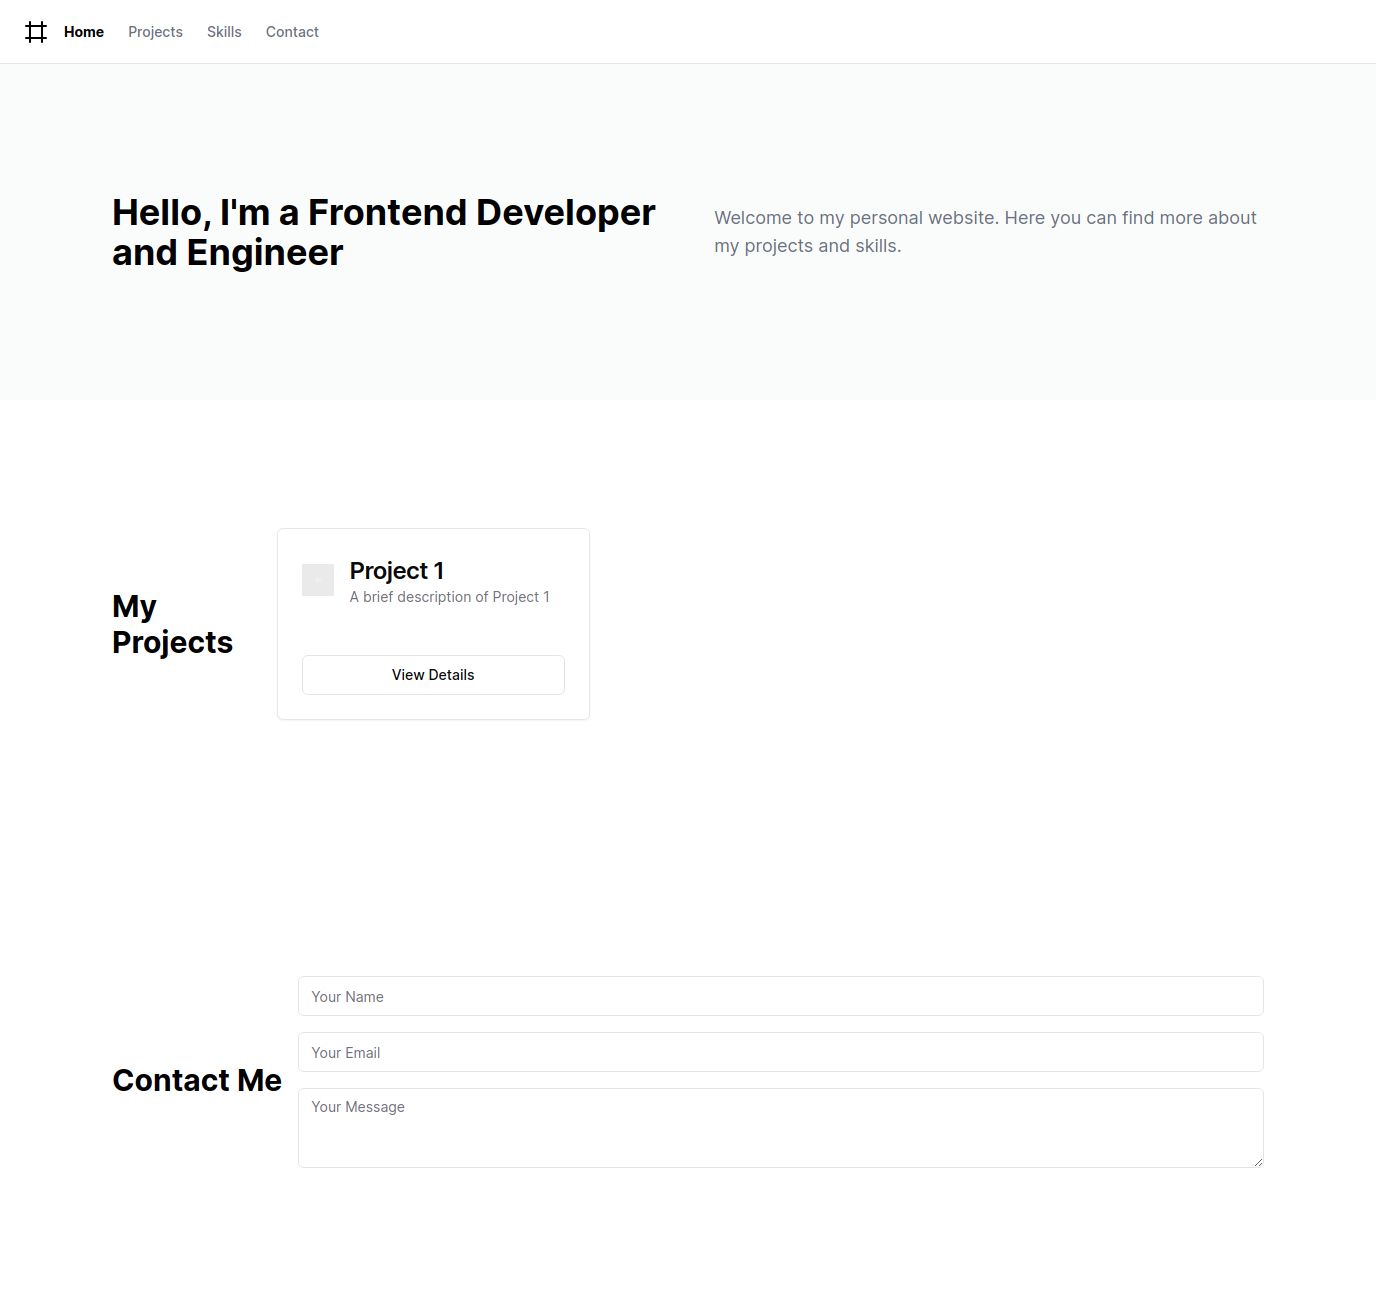 Home Projects Skills Contact
Hello, I'm a Frontend Developer
and Engineer
Welcome to my personal website. Here you can find more about
my projects and skills.
My
Projects
Project 1
A brief description of Project 1
View Details
Contact Me
Your Name
Your Email
Your Message